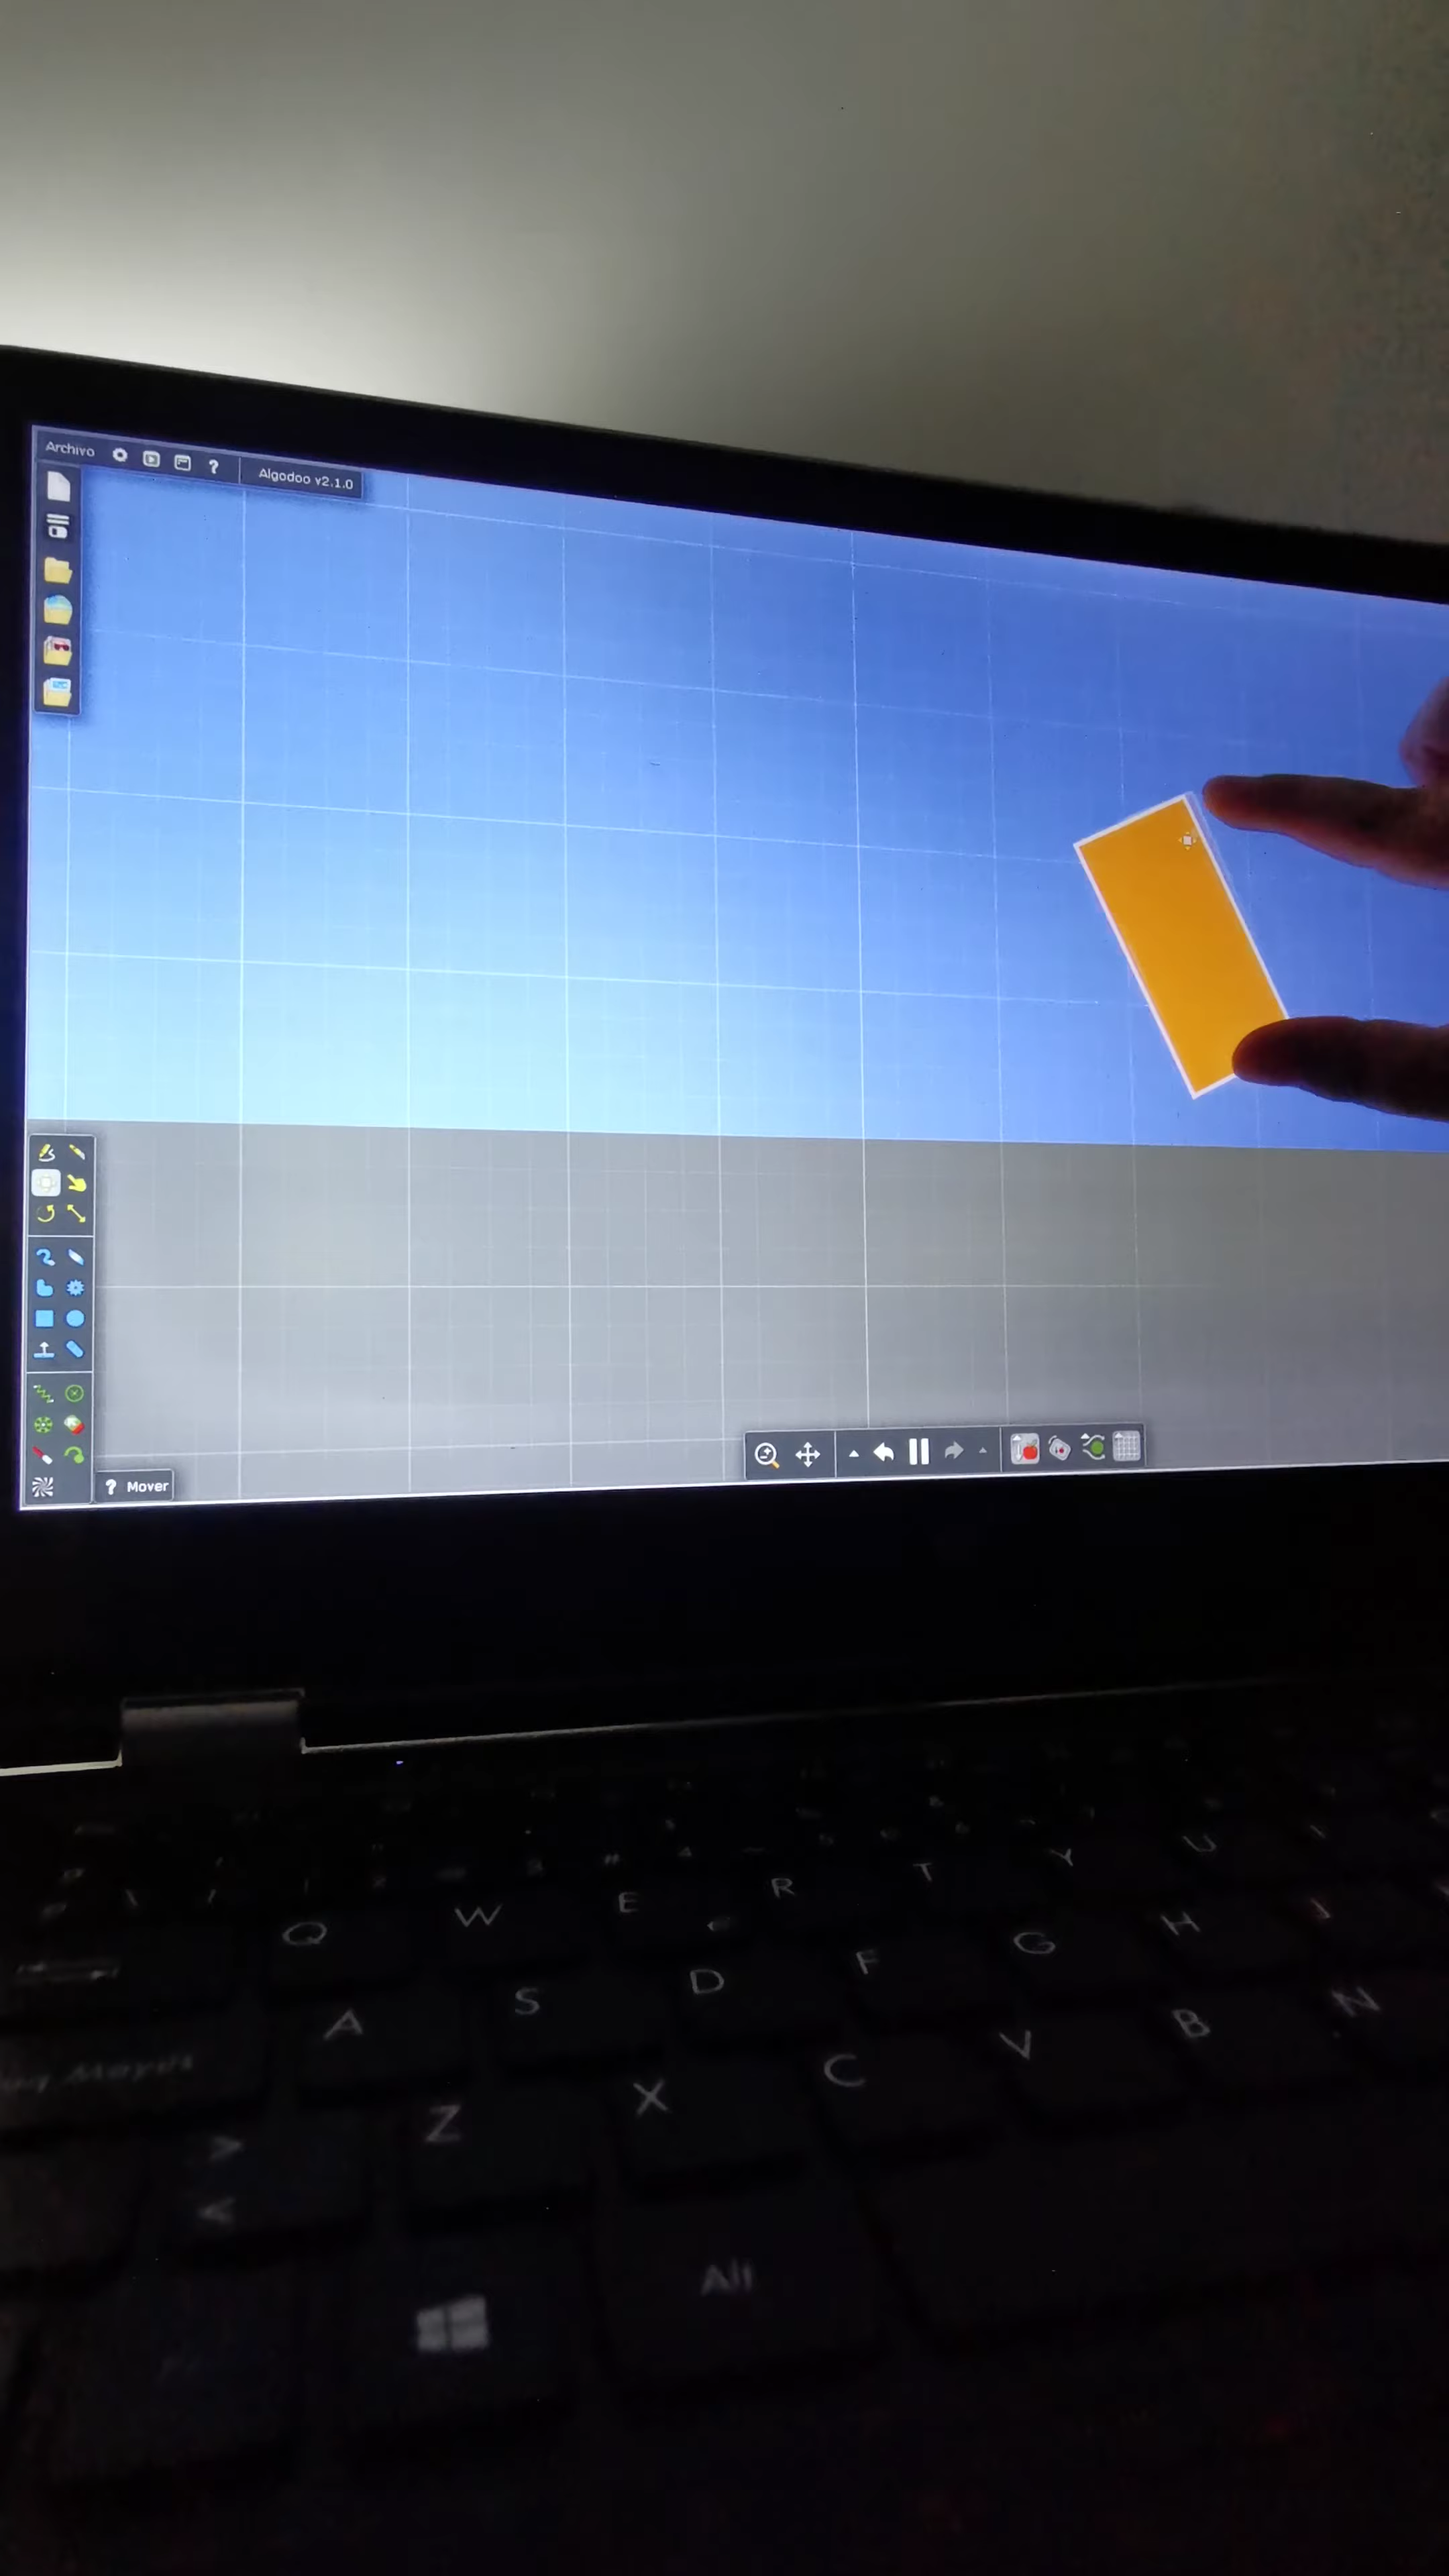 Archivo ? Algodoo v2.1.0
? Mover
Q W E R T Y U
A S D F G H J
Z X C V B N
>
<
Alt